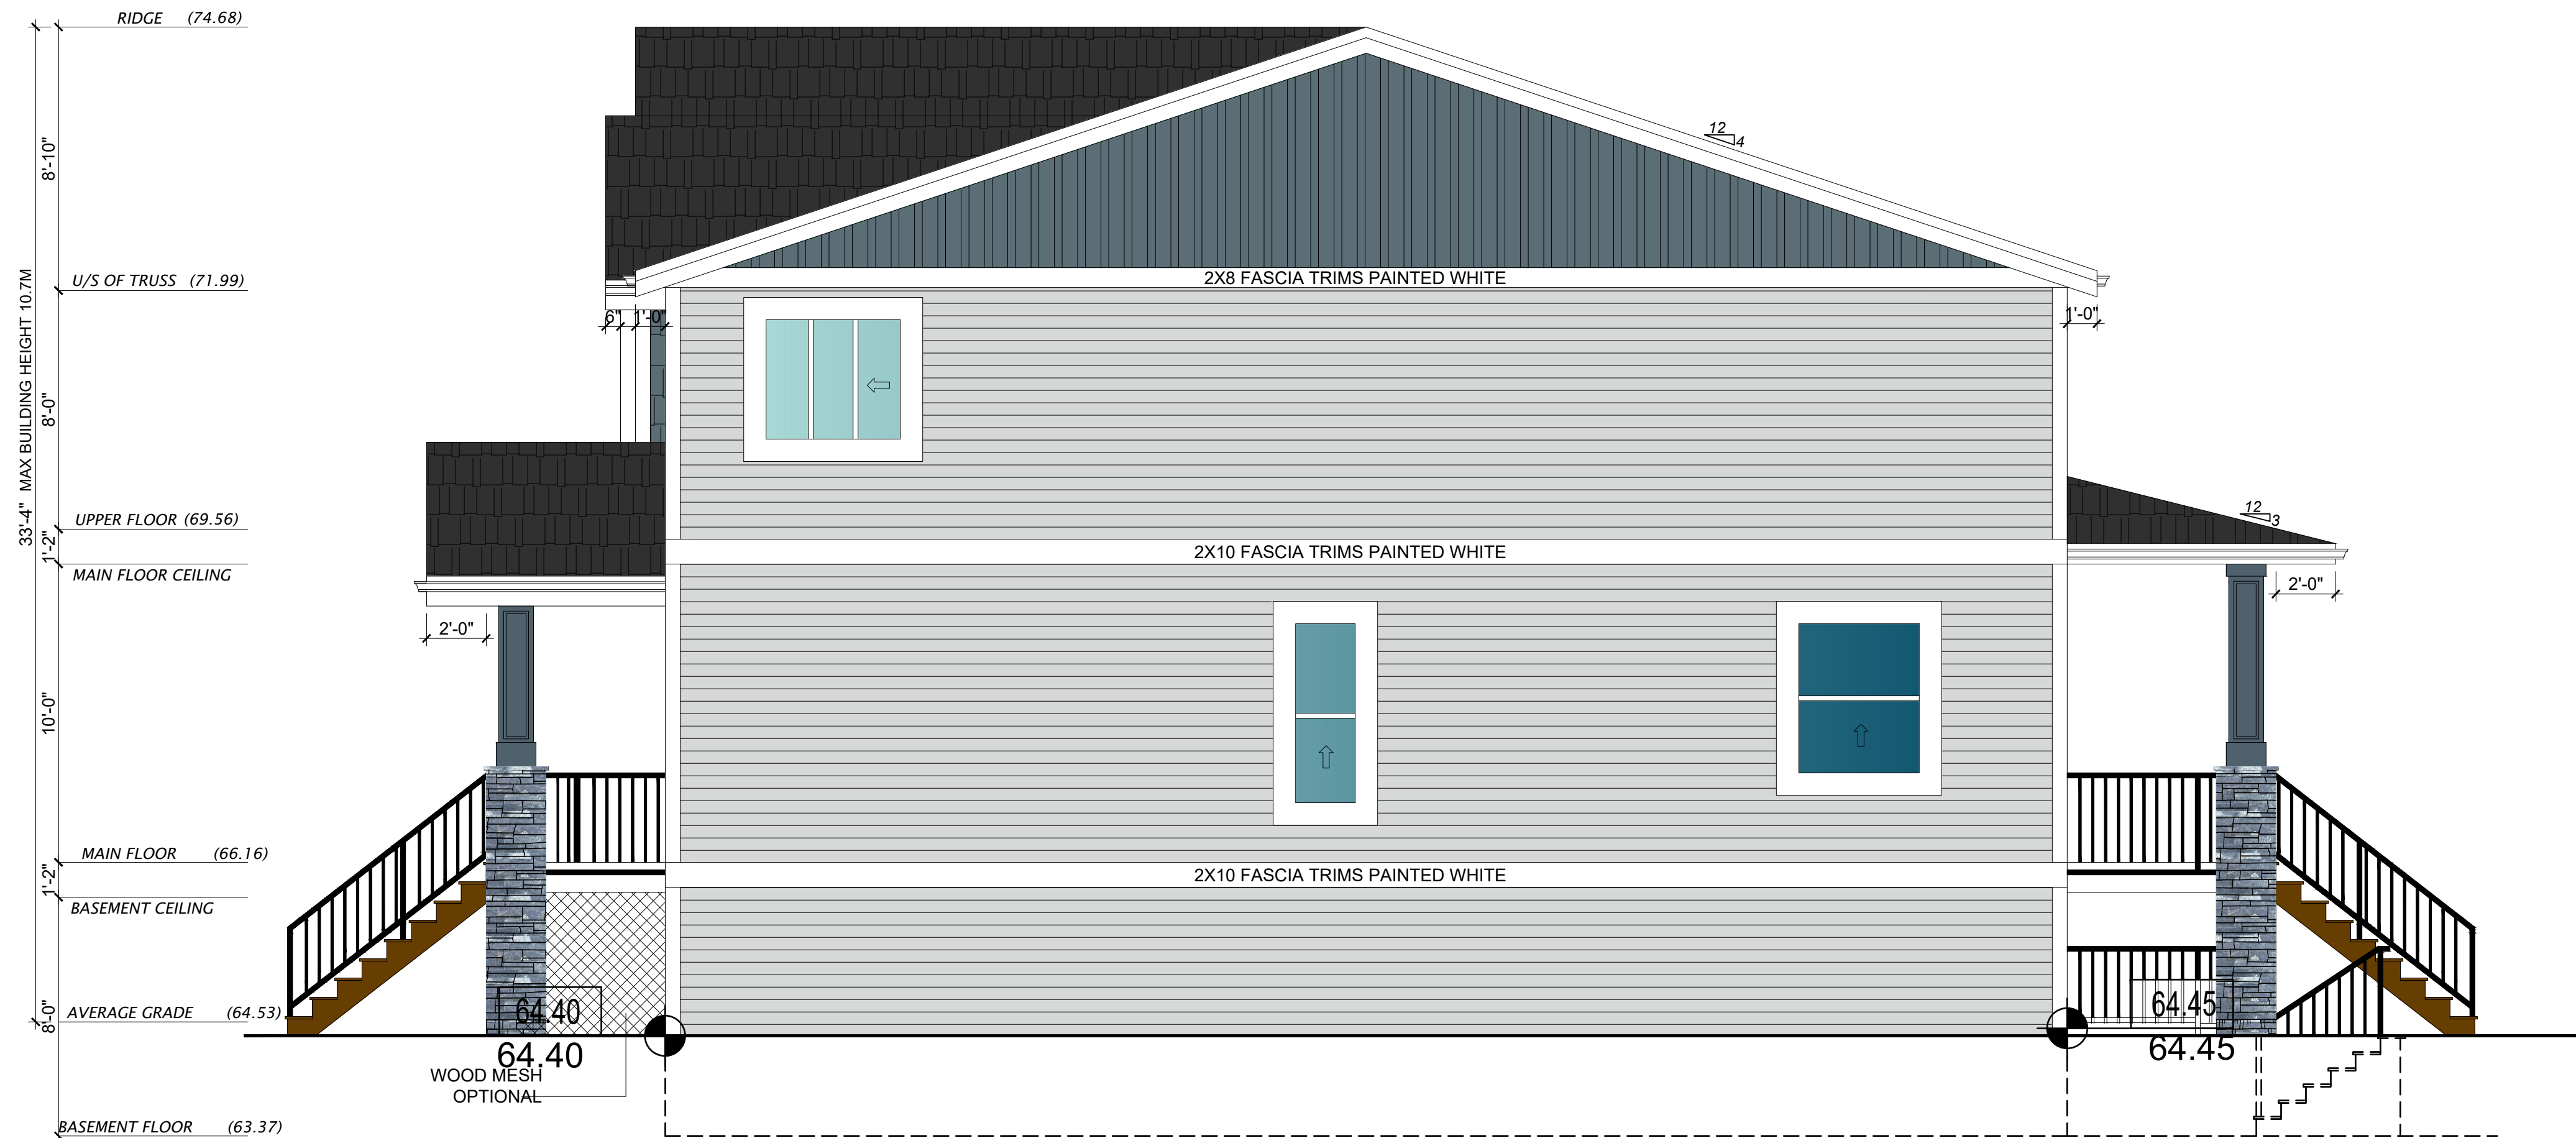 RIDGE (74.68)
12
4
8'-10"
33'-4" MAX BUILDING HEIGHT 10.7M
U/S OF TRUSS (71.99)
2X8 FASCIA TRIMS PAINTED WHITE
6" 1'-0"
1'-0"
8'-0"
UPPER FLOOR (69.56)
12
3
1'-2"
2X10 FASCIA TRIMS PAINTED WHITE
MAIN FLOOR CEILING
2'-0"
2'-0"
10'-0"
MAIN FLOOR (66.16)
1'-2"
2X10 FASCIA TRIMS PAINTED WHITE
BASEMENT CEILING
8'-0"
AVERAGE GRADE (64.53)
64.40
64.45
64.40
64.45
WOOD MESH
OPTIONAL
BASEMENT FLOOR (63.37)